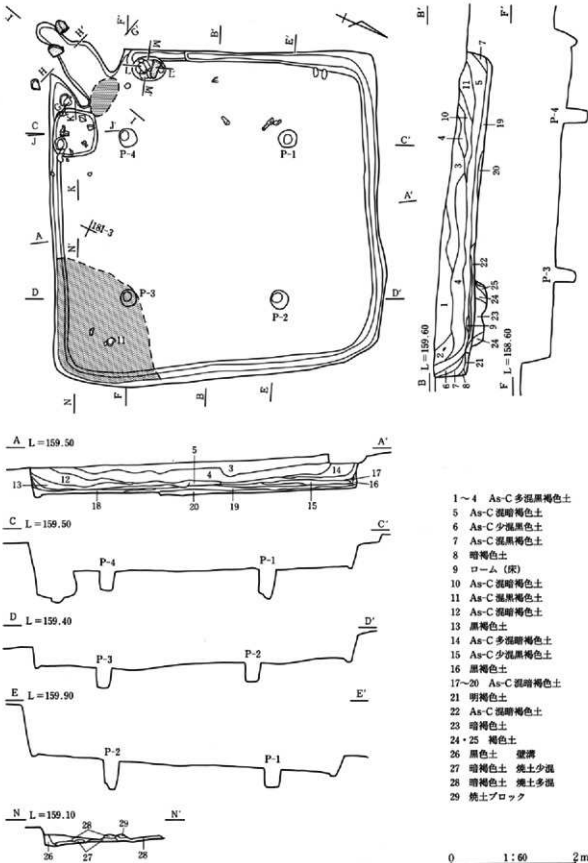 I
H'
F'
G'
B'
E'
M
L
L'
M'
H
K
C
J
J'
P-4
P-1
C'
K
A'
18I-3
A
N'
D
P-3
P-2
D'
11
N
F
B
E
B'
F'
7
5
11
10
4
19
3
20
P-4
22
25
24
23
9
24
21
1
4
2
6
7
8
P-3
B L=159.60
F L=158.60
A L=159.50
A'
5
3
4
14
17
16
13
12
18
20
19
15
C L=159.50
C'
P-4
P-1
D L=159.40
D'
P-3
P-2
E L=159.90
E'
P-2
P-1
N L=159.10
N'
28
29
26
27
28
1～4 As-C 多混黒褐色土
5 As-C 混暗褐色土
6 As-C 少混黒色土
7 As-C 混黒褐色土
8 暗褐色土
9 ローム (床)
10 As-C 混暗褐色土
11 As-C 混黒褐色土
12 As-C 混暗褐色土
13 黒褐色土
14 As-C 多混暗褐色土
15 As-C 少混黒褐色土
16 黒褐色土
17～20 As-C 混暗褐色土
21 明褐色土
22 As-C 混暗褐色土
23 暗褐色土
24・25 褐色土
26 黒色土 壁溝
27 暗褐色土 焼土少混
28 暗褐色土 焼土多混
29 焼土ブロック
0 1:60 2m